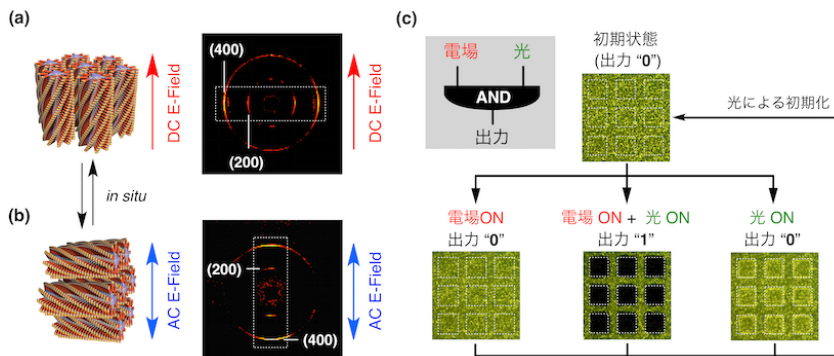 (a)
DC E-Field
(400)
(200)
DC E-Field
in situ
(b)
AC E-Field
(200)
(400)
AC E-Field
(c)
電場 光
AND
出力
初期状態
(出力 “0”)
光による初期化
電場ON
出力 “0”
電場 ON + 光 ON
出力 “1”
光 ON
出力 “0”